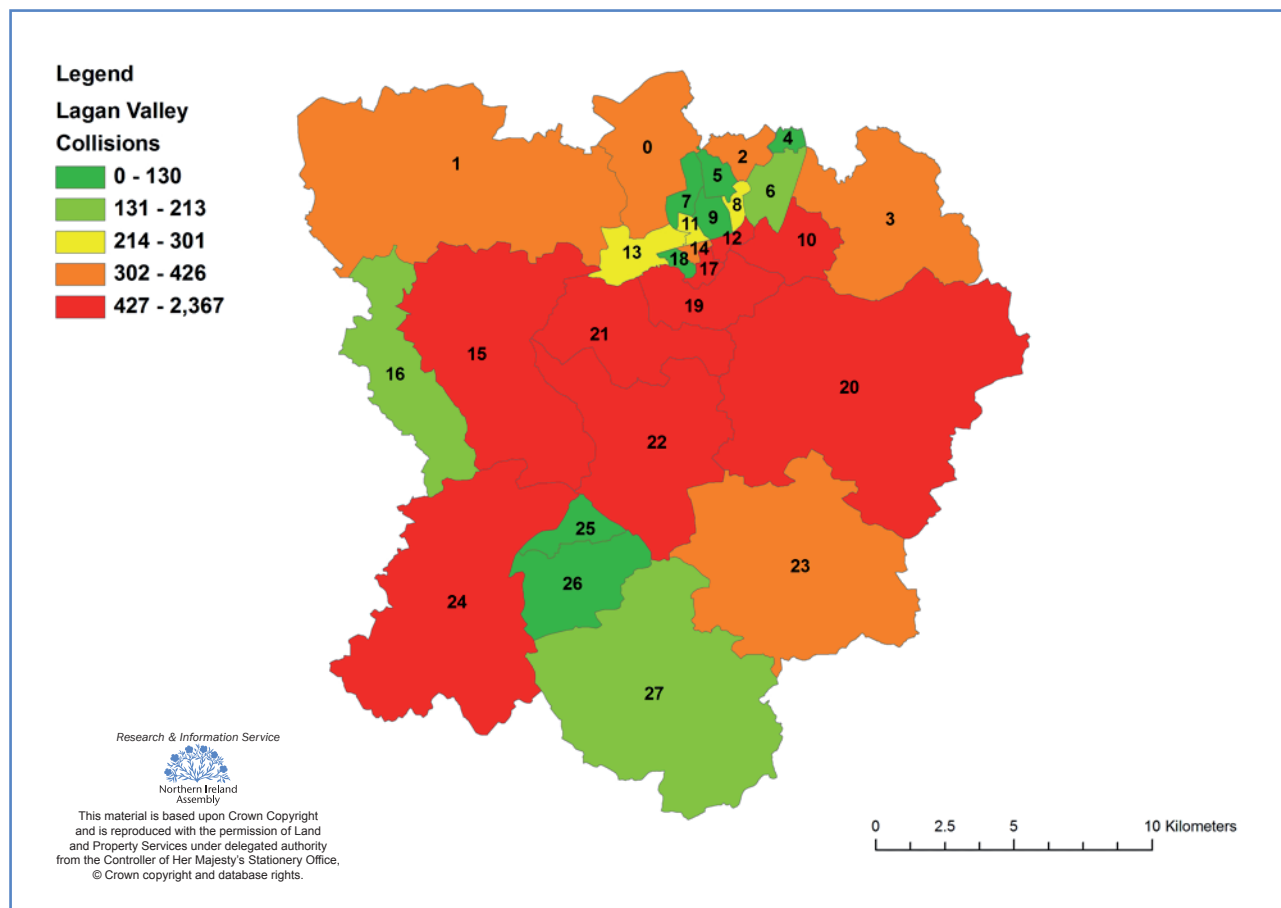 Legend
Lagan Valley
Collisions
0 - 130
131 - 213
214 - 301
302 - 426
427 - 2,367
0
1
2
3
4
5
6
7
8
9
10
11
12
13
14
15
16
17
18
19
20
21
22
23
24
25
26
27
Research & Information Service
Northern Ireland
Assembly
This material is based upon Crown Copyright
and is reproduced with the permission of Land
and Property Services under delegated authority
from the Controller of Her Majesty's Stationery Office,
© Crown copyright and database rights.
0 2.5 5 10 Kilometers